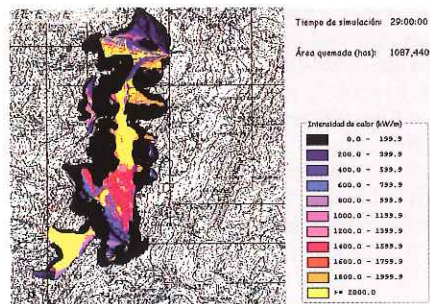 Tiempo de simulación: 29:00:00
Área quemada (has): 1087,440
Intensidad de calor (kW/m)
0.0 - 199.9
200.0 - 399.9
400.0 - 599.9
600.0 - 799.9
800.0 - 999.9
1000.0 - 1199.9
1200.0 - 1399.9
1400.0 - 1599.9
1600.0 - 1799.9
1800.0 - 1999.9
>= 2000.0